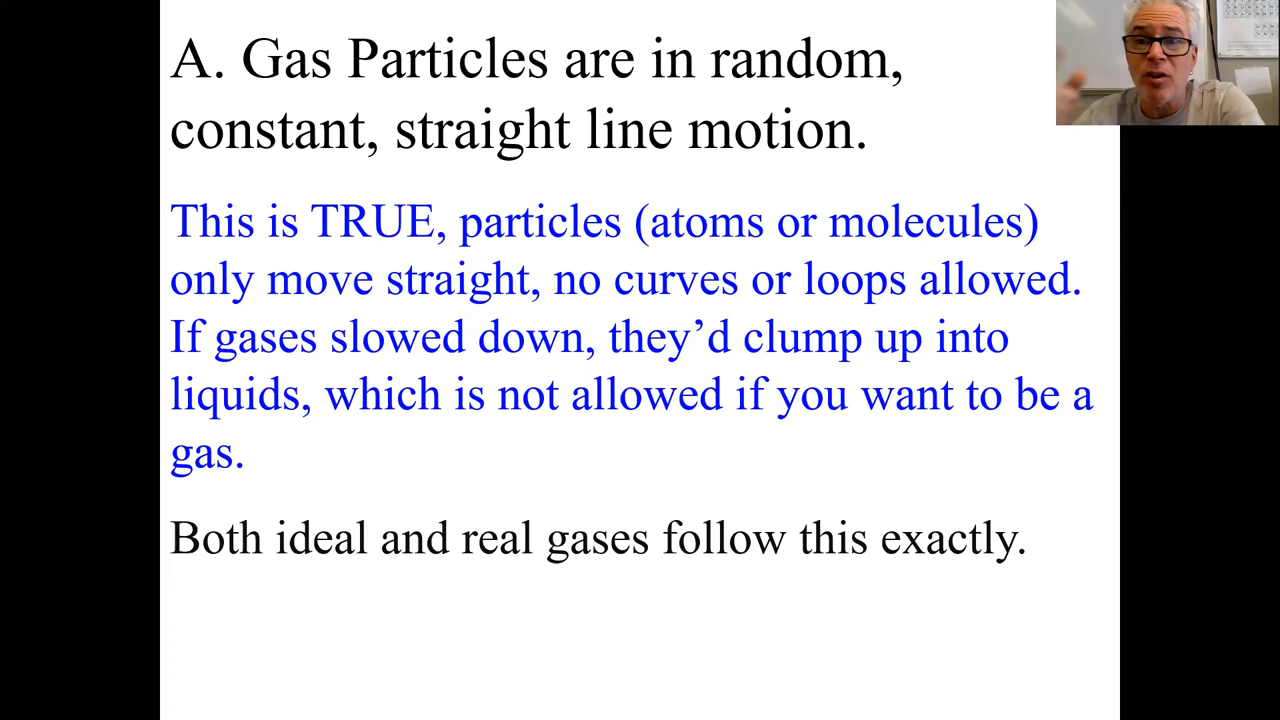 A. Gas Particles are in random,
constant, straight line motion.
This is TRUE, particles (atoms or molecules)
only move straight, no curves or loops allowed.
If gases slowed down, they’d clump up into
liquids, which is not allowed if you want to be a
gas.
Both ideal and real gases follow this exactly.